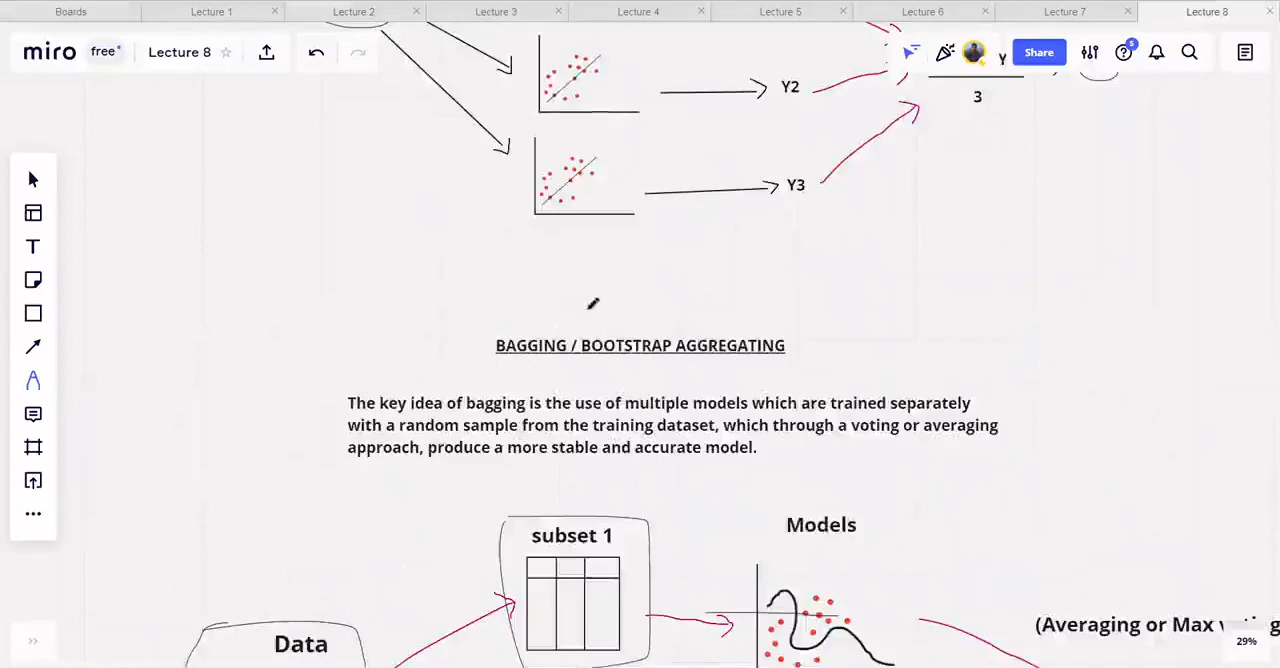 Boards
Lecture 1
Lecture 2
Lecture 3
Lecture 4
Lecture 5
Lecture 6
Lecture 7
Lecture 8
miro
free
Lecture 8
Share
5
Y
3
Y2
Y3
BAGGING / BOOTSTRAP AGGREGATING
The key idea of bagging is the use of multiple models which are trained separately
with a random sample from the training dataset, which through a voting or averaging
approach, produce a more stable and accurate model.
Models
subset 1
Data
(Averaging or Max
29%